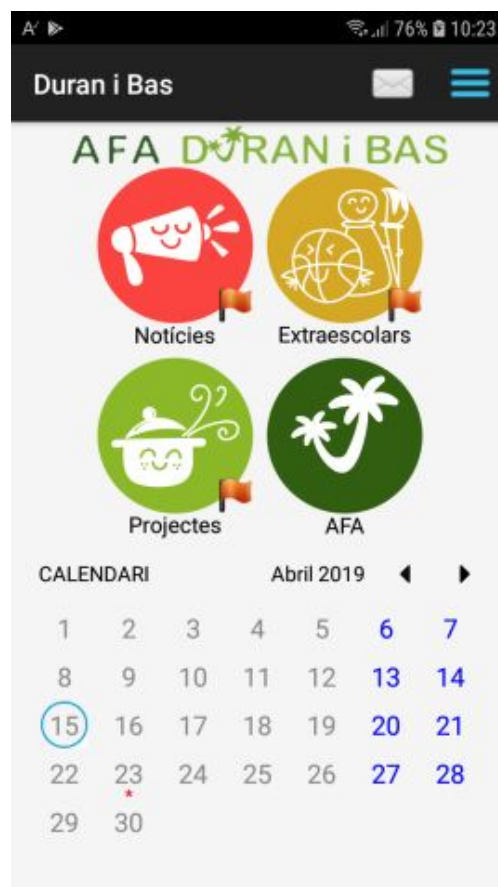 76% 10:23
Duran i Bas
AFA DURAN i BAS
Notícies Extraescolars
Projectes AFA
CALENDARI Abril 2019
1 2 3 4 5 6 7
8 9 10 11 12 13 14
15 16 17 18 19 20 21
22 23 24 25 26 27 28
*
29 30